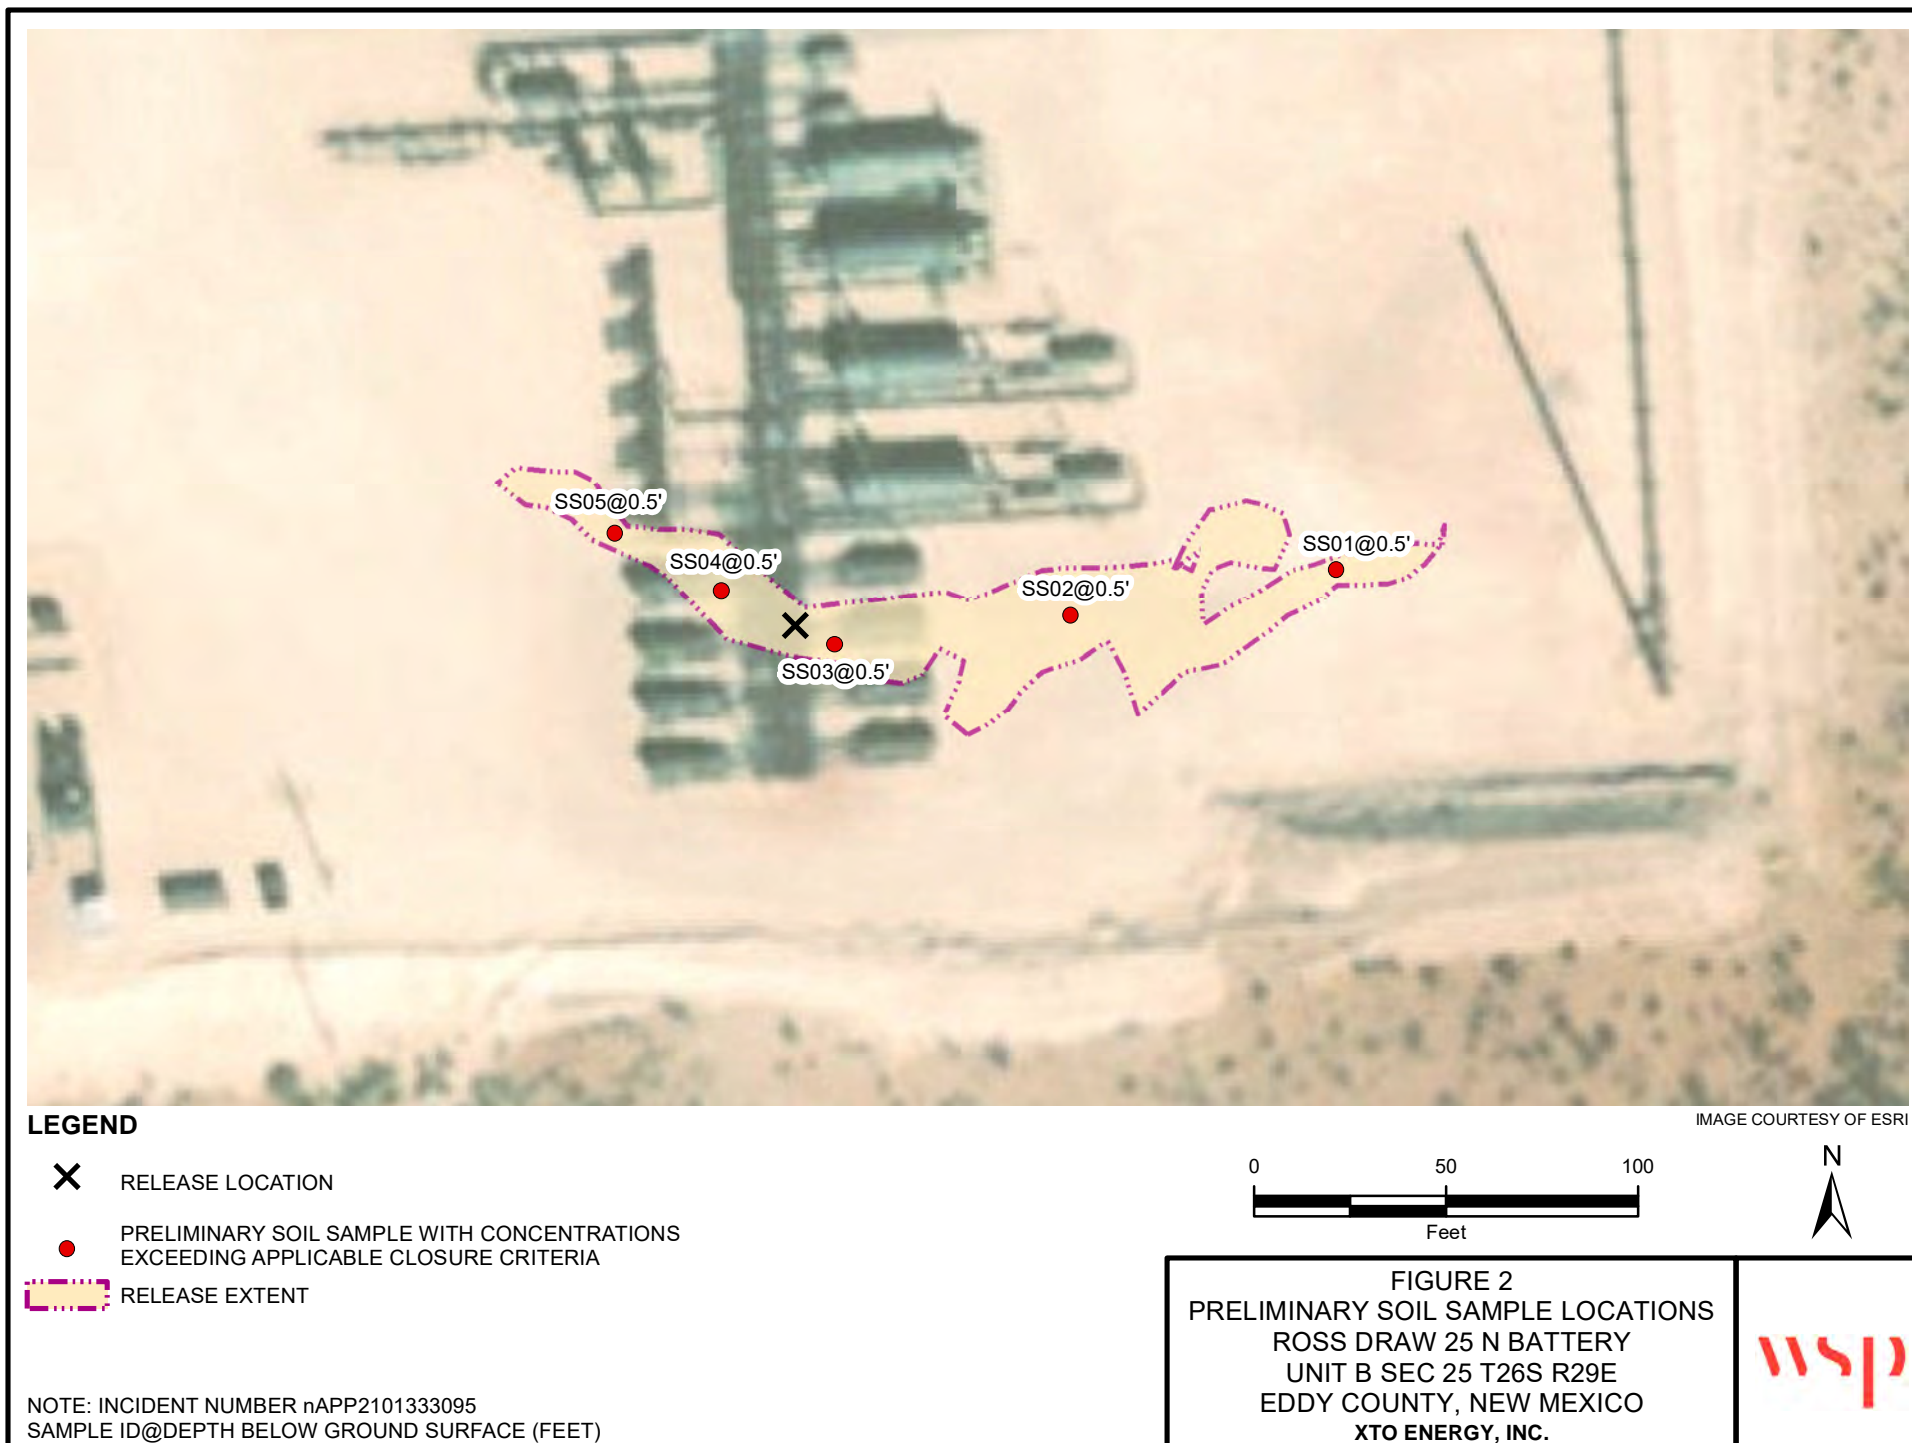 SS05@0.5'
SS04@0.5'
SS03@0.5'
SS02@0.5'
SS01@0.5'
LEGEND
IMAGE COURTESY OF ESRI
RELEASE LOCATION
PRELIMINARY SOIL SAMPLE WITH CONCENTRATIONS
EXCEEDING APPLICABLE CLOSURE CRITERIA
RELEASE EXTENT
0 50 100
Feet
N
NOTE: INCIDENT NUMBER nAPP2101333095
SAMPLE ID@DEPTH BELOW GROUND SURFACE (FEET)
FIGURE 2
PRELIMINARY SOIL SAMPLE LOCATIONS
ROSS DRAW 25 N BATTERY
UNIT B SEC 25 T26S R29E
EDDY COUNTY, NEW MEXICO
XTO ENERGY, INC.
wsp